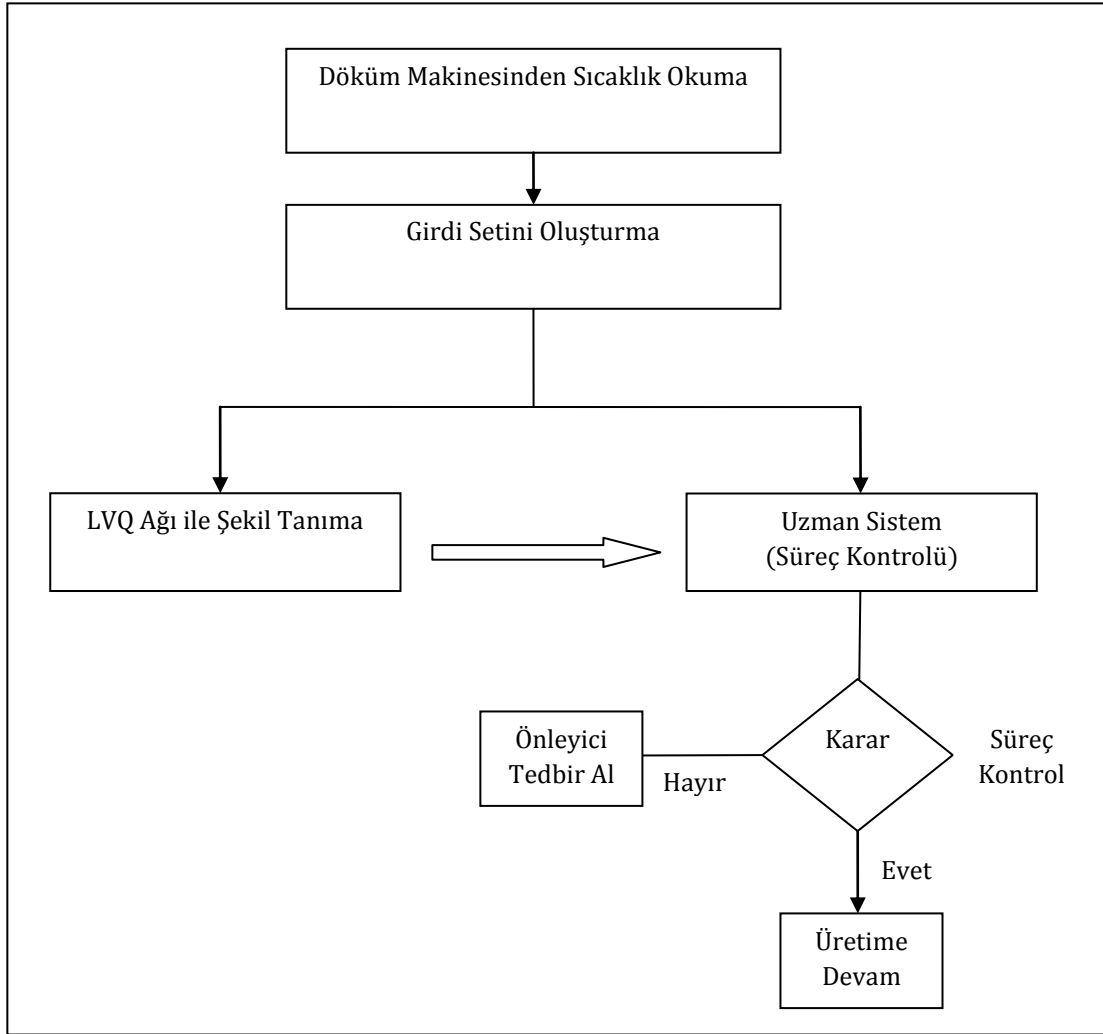 Döküm Makinesinden Sıcaklık Okuma
Girdi Setini Oluşturma
LVQ Ağı ile Şekil Tanıma
Uzman Sistem
(Süreç Kontrolü)
Önleyici
Tedbir Al
Hayır
Karar
Süreç
Kontrol
Evet
Üretime
Devam